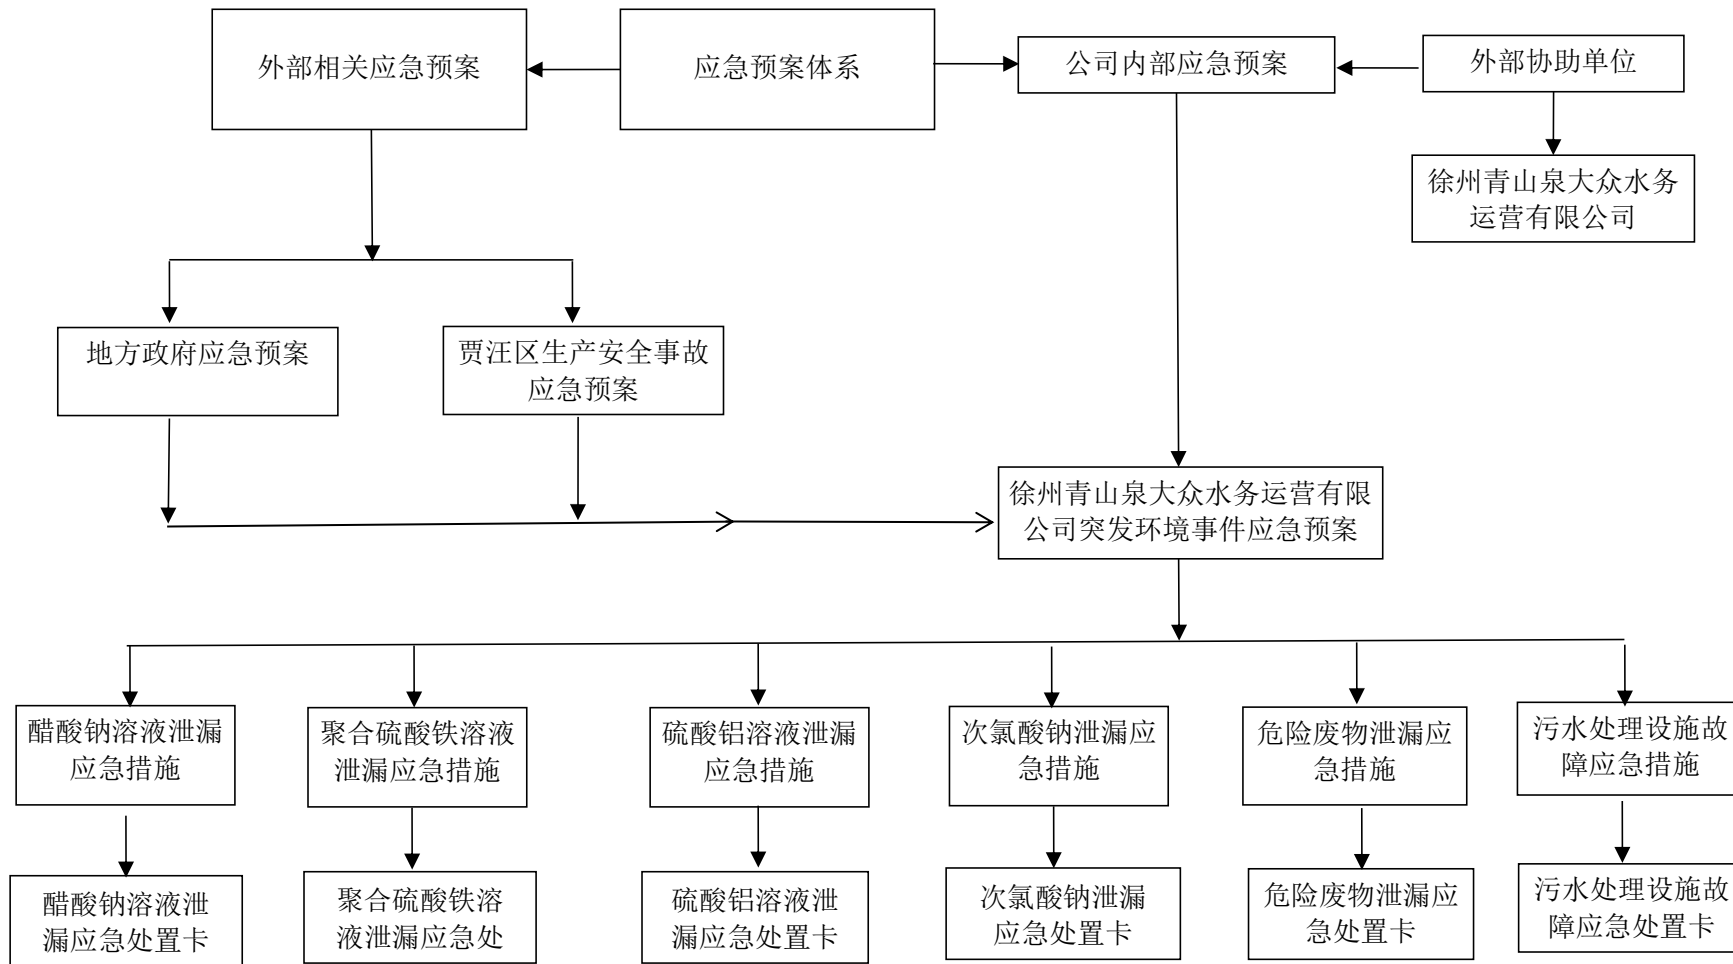 外部相关应急预案
应急预案体系
公司内部应急预案
外部协助单位
徐州青山泉大众水务
运营有限公司
地方政府应急预案
贾汪区生产安全事故
应急预案
徐州青山泉大众水务运营有限
公司突发环境事件应急预案
醋酸钠溶液泄漏
应急措施
聚合硫酸铁溶液
泄漏应急措施
硫酸铝溶液泄漏
应急措施
次氯酸钠泄漏应
急措施
危险废物泄漏应
急措施
污水处理设施故
障应急措施
醋酸钠溶液泄
漏应急处置卡
聚合硫酸铁溶
液泄漏应急处
硫酸铝溶液泄
漏应急处置卡
次氯酸钠泄漏
应急处置卡
危险废物泄漏应
急处置卡
污水处理设施故
障应急处置卡